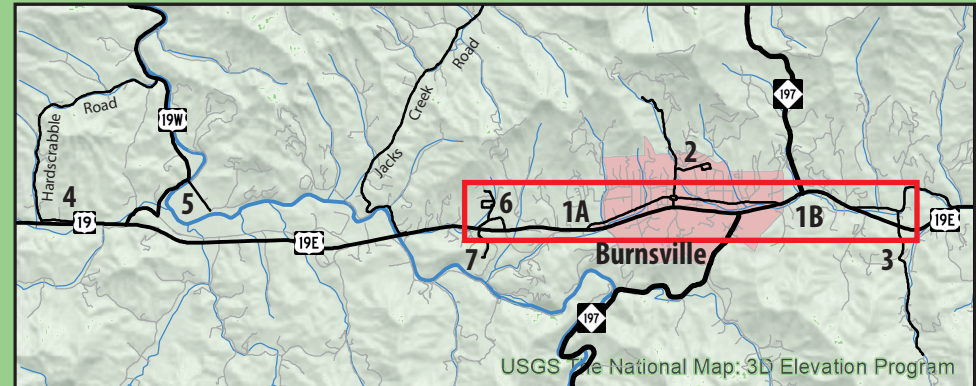 Hardscrabble
Road
19W
Jacks
Creek
Road
197
2
4
5
19
19E
6
1A
1B
19E
7
Burnsville
3
197
USGS The National Map: 3D Elevation Program